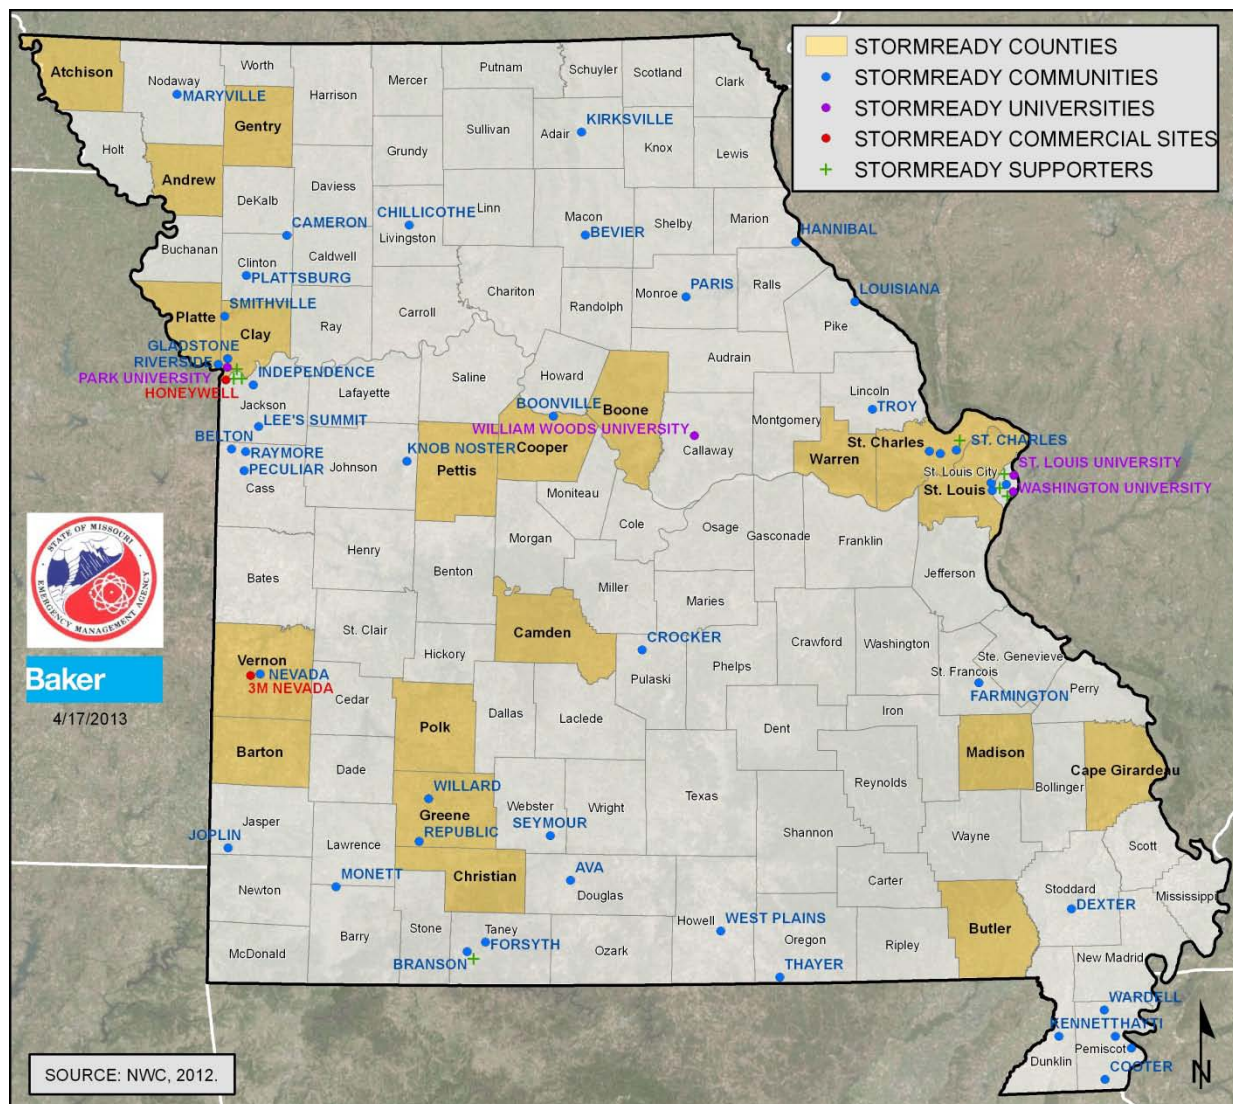 STORMREADY COUNTIES
STORMREADY COMMUNITIES
STORMREADY UNIVERSITIES
STORMREADY COMMERCIAL SITES
STORMREADY SUPPORTERS
Atchison
Nodaway
MARYVILLE
Worth
Gentry
Harrison
Mercer
Putnam
Schuyler
Scotland
Clark
Holt
Andrew
DeKalb
Daviess
Grundy
Sullivan
Adair
KIRKSVILLE
Knox
Lewis
Buchanan
Clinton
CAMERON
PLATTSBURG
Caldwell
CHILLICOTHE
Livingston
Linn
Macon
BEVIER
Shelby
Marion
HANNIBAL
Platte
SMITHVILLE
Clay
Ray
Carroll
Chariton
Randolph
Monroe
PARIS
Ralls
LOUISIANA
Pike
GLADSTONE
RIVERSIDE
PARK UNIVERSITY
HONEYWELL
INDEPENDENCE
Jackson
LEE'S SUMMIT
Lafayette
Saline
Howard
BOONVILLE
Cooper
Boone
Audrain
WILLIAM WOODS UNIVERSITY
Callaway
Montgomery
Lincoln
TROY
Warren
St. Charles
ST. CHARLES
St. Louis City
St. Louis
ST. LOUIS UNIVERSITY
WASHINGTON UNIVERSITY
BELTON
RAYMORE
PECULIAR
Cass
Johnson
KNOB NOSTER
Pettis
Moniteau
Cole
Osage
Gasconade
Franklin
Jefferson
Bates
Henry
Benton
Morgan
Miller
Maries
Camden
CROCKER
Pulaski
Phelps
Crawford
Washington
St. Francois
Ste. Genevieve
FARMINGTON
Perry
STATE OF MISSOURI
EMERGENCY MANAGEMENT AGENCY
Baker
4/17/2013
Vernon
NEVADA
3M NEVADA
St. Clair
Hickory
Cedar
Polk
Dallas
Laclede
Dent
Iron
Madison
Bollinger
Cape Girardeau
Barton
Dade
WILLARD
Greene
REPUBLIC
Webster
SEYMOUR
Wright
Texas
Reynolds
Shannon
Wayne
Scott
Jasper
JOPLIN
Lawrence
MONETT
Newton
Christian
AVA
Douglas
Carter
Stoddard
DEXTER
Mississippi
McDonald
Barry
Stone
Taney
FORSYTH
BRANSON
Ozark
Howell
WEST PLAINS
Oregon
THAYER
Ripley
Butler
New Madrid
WARDELL
KENNETT
HAYTI
Pemiscot
Dunklin
COOTER
SOURCE: NWC, 2012.
N